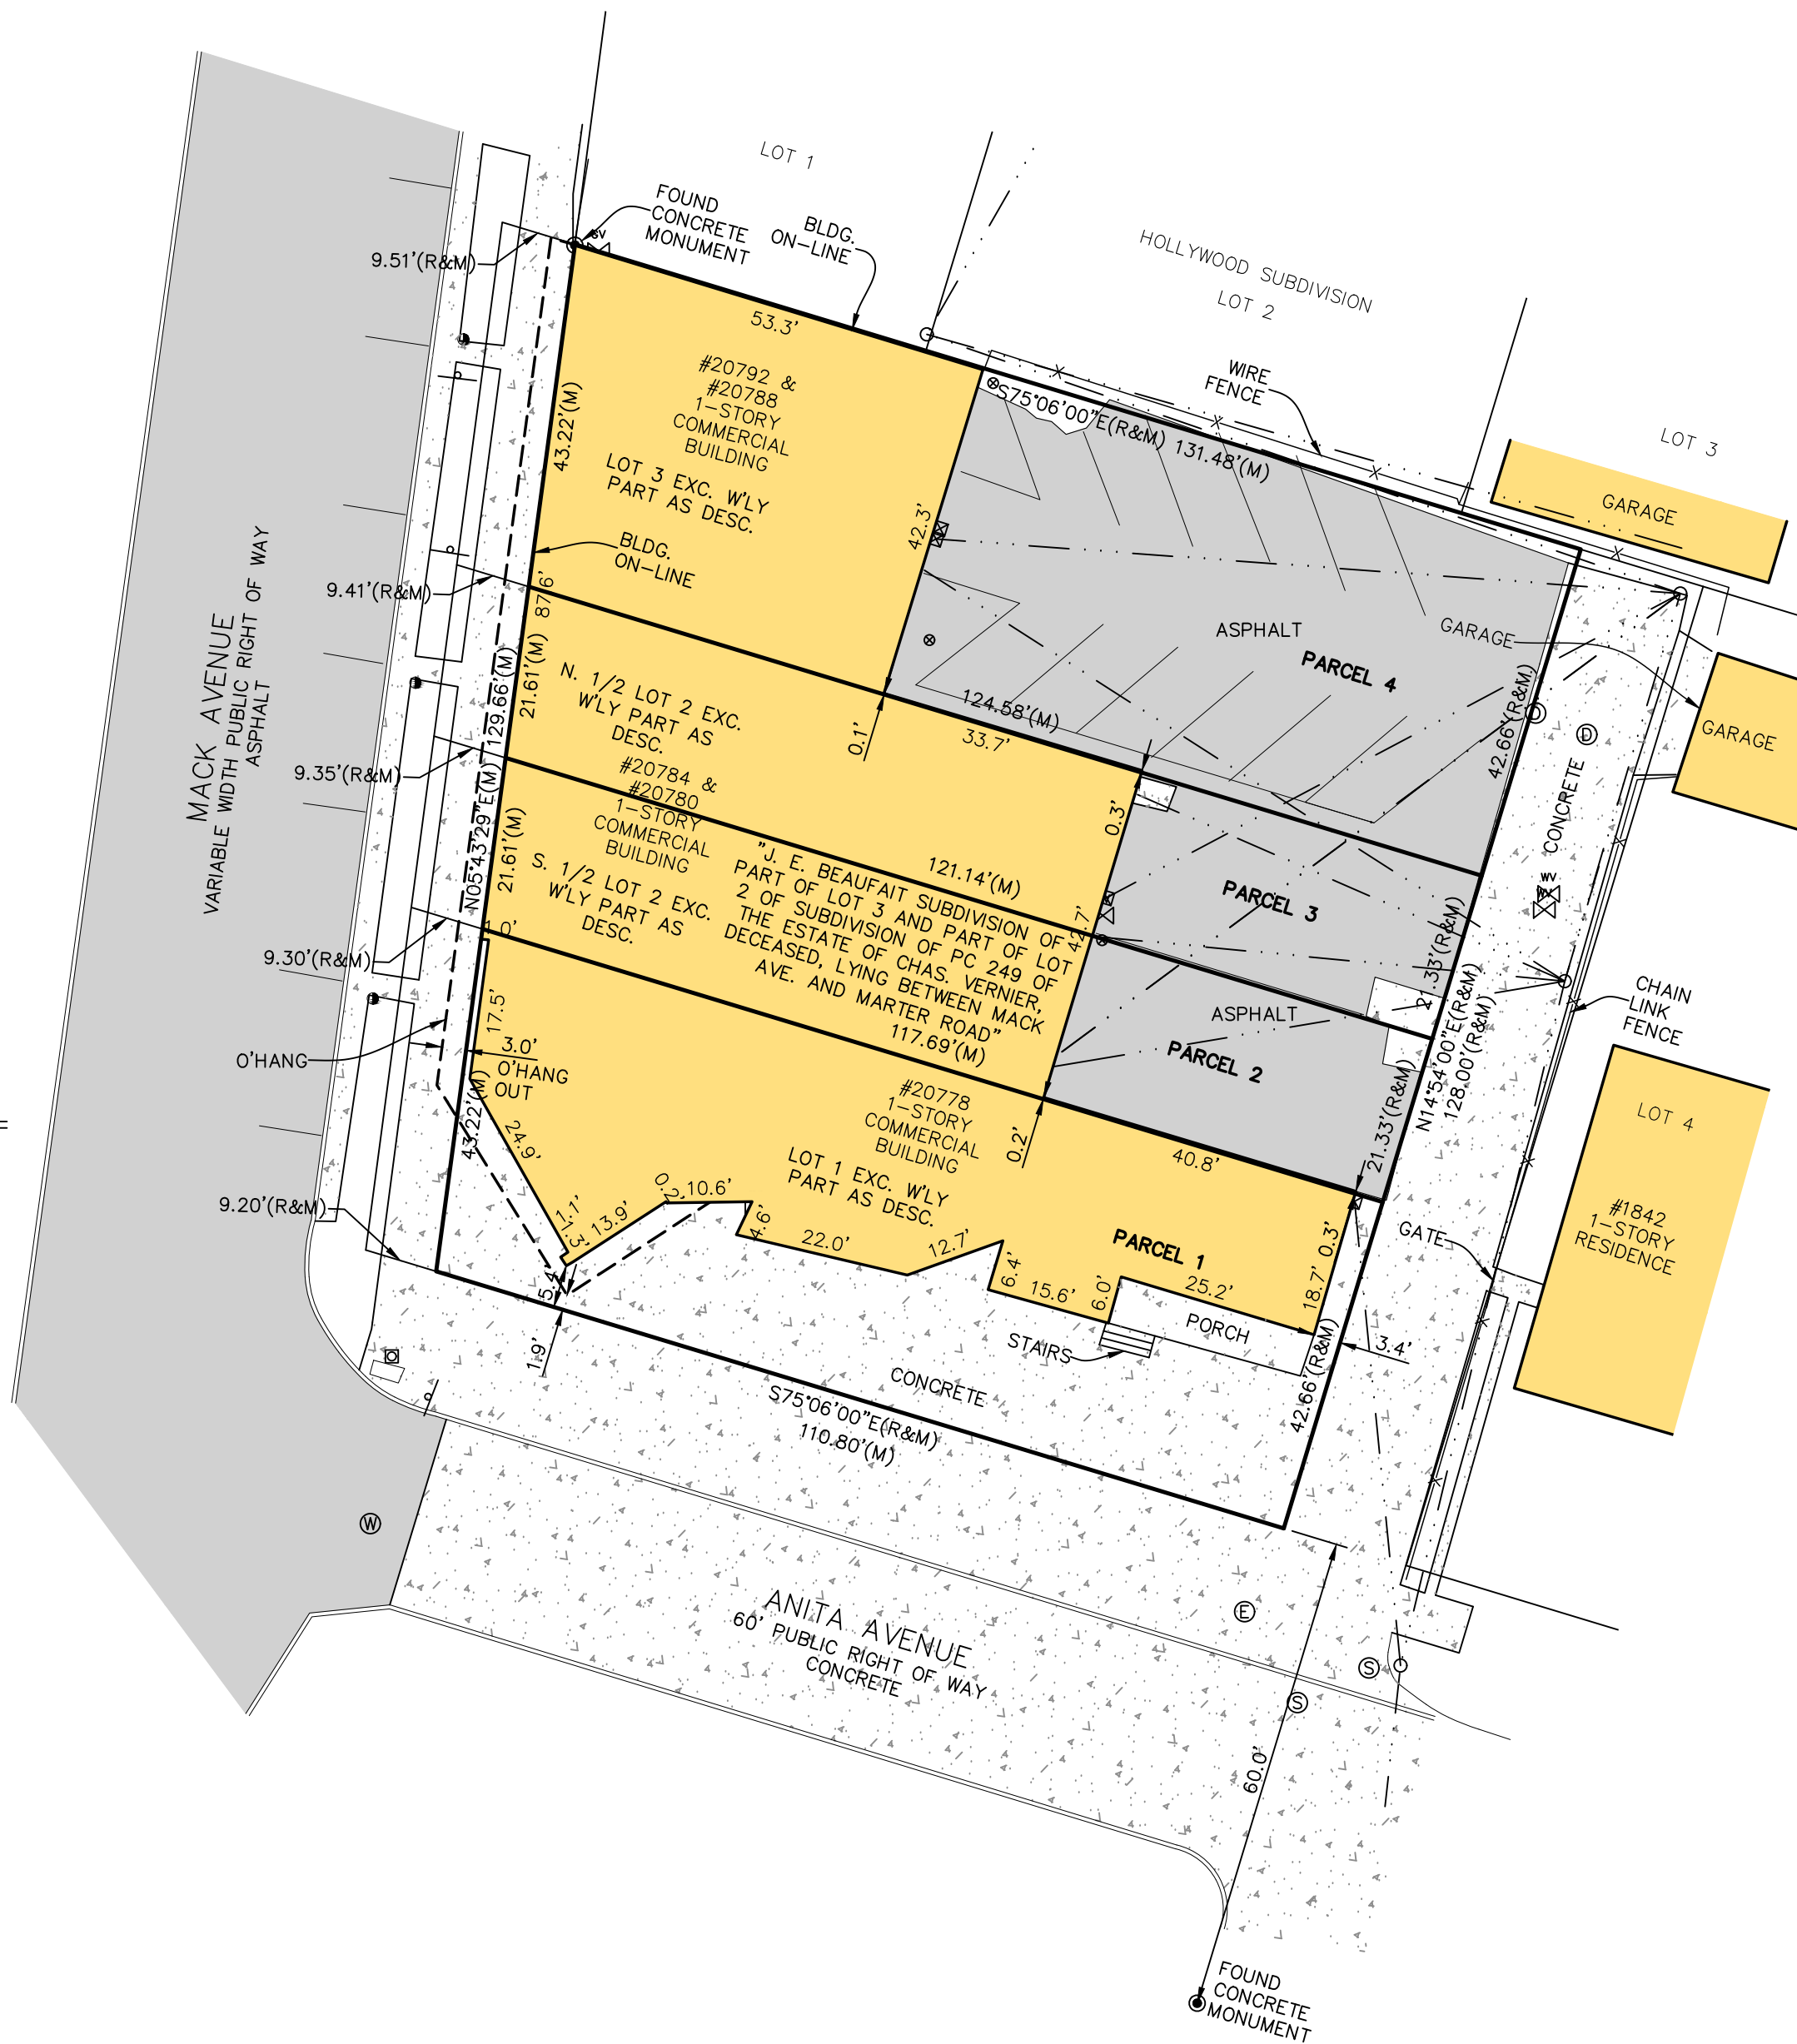 LOT 1
FOUND
CONCRETE
MONUMENT
SV
BLDG.
ON-LINE
HOLLYWOOD SUBDIVISION
LOT 2
WIRE
FENCE
LOT 3
GARAGE
9.51'(R&M)
53.3'
#20792 &
#20788
1-STORY
COMMERCIAL
BUILDING
LOT 3 EXC. W'LY
PART AS DESC.
43.22'(M)
BLDG.
ON-LINE
42.3'
S75°06'00"E(R&M) 131.48'(M)
ASPHALT
PARCEL 4
GARAGE
GARAGE
42.66'(R&M)
D
D
CONCRETE
WV
MACK AVENUE
VARIABLE WIDTH PUBLIC RIGHT OF WAY
ASPHALT
9.41'(R&M)
87.6'
21.61'(M)
N05°43'29"E(M) 129.66'(M)
N. 1/2 LOT 2 EXC.
W'LY PART AS
DESC.
0.1'
124.58'(M)
33.7'
9.35'(R&M)
#20784 &
#20780
1-STORY
COMMERCIAL
BUILDING
21.61'(M)
S. 1/2 LOT 2 EXC.
W'LY PART AS
DESC.
0.3'
121.14'(M)
"J. E. BEAUFAIT SUBDIVISION OF
PART OF LOT 3 AND PART OF LOT
2 OF SUBDIVISION OF PC 249 OF
THE ESTATE OF CHAS. VERNIER,
DECEASED, LYING BETWEEN MACK
AVE. AND MARTER ROAD"
117.69'(M)
42.7'
PARCEL 3
21.33'(R&M)
ASPHALT
PARCEL 2
21.33'(R&M)
N14°54'00"E(R&M)
128.00'(R&M)
CHAIN
LINK
FENCE
9.30'(R&M)
1.0'
17.5'
O'HANG
3.0'
O'HANG
OUT
43.22'(M)
24.9'
#20778
1-STORY
COMMERCIAL
BUILDING
LOT 1 EXC. W'LY
PART AS DESC.
0.2'
40.8'
PARCEL 1
9.20'(R&M)
1.1'
1.3'
13.9'
0.2'
10.6'
4.6'
22.0'
12.7'
6.4'
15.6'
6.0'
25.2'
18.7'
0.3'
PORCH
STAIRS
CONCRETE
5.4'
1.9'
S75°06'00"E(R&M)
110.80'(M)
42.66'(R&M)
3.4'
GATE
LOT 4
#1842
1-STORY
RESIDENCE
W
ANITA AVENUE
60' PUBLIC RIGHT OF WAY
CONCRETE
E
S
S
60.0'
FOUND
CONCRETE
MONUMENT